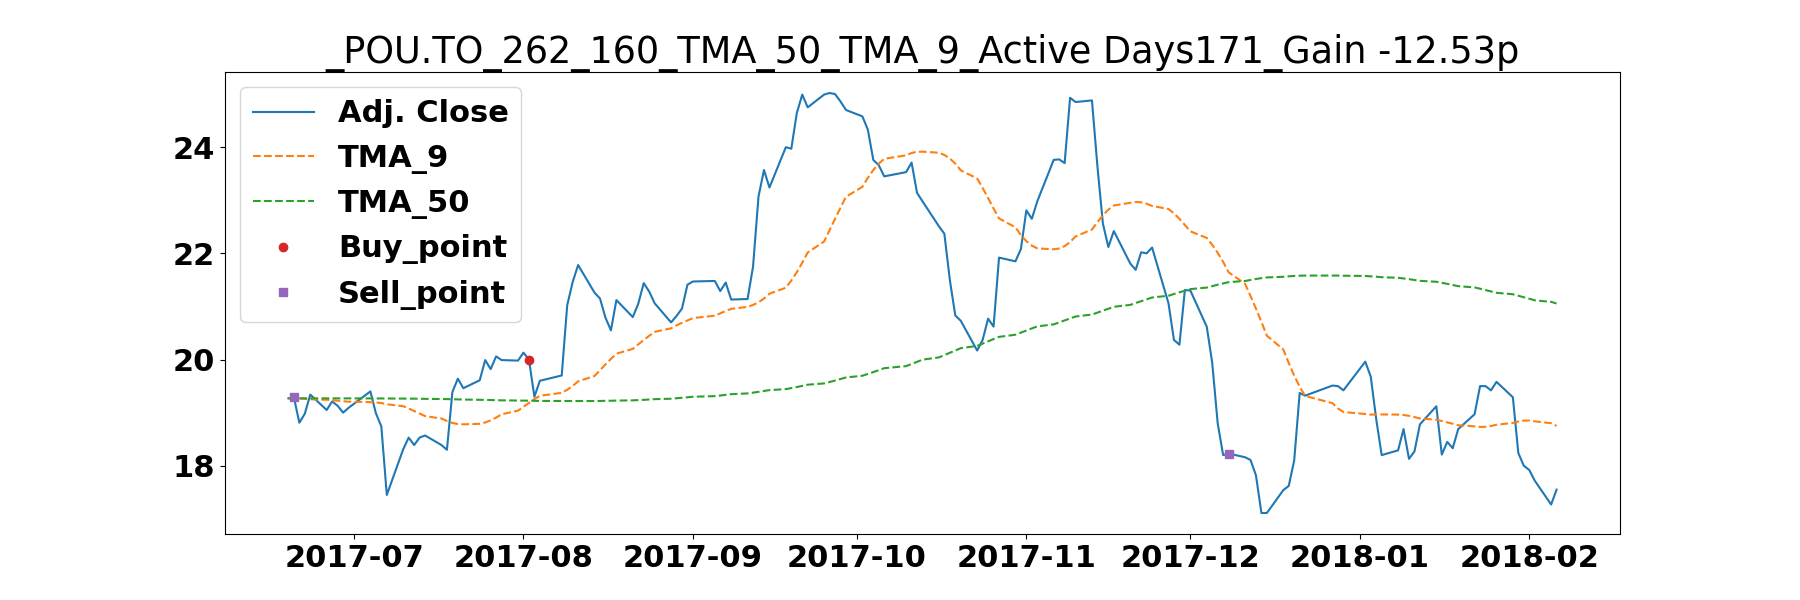 _POU.TO_262_160_TMA_50_TMA_9_Active Days171_Gain -12.53p
Adj. Close
TMA_9
TMA_50
Buy_point
Sell_point
24
22
20
18
2017-07 2017-08 2017-09 2017-10 2017-11 2017-12 2018-01 2018-02